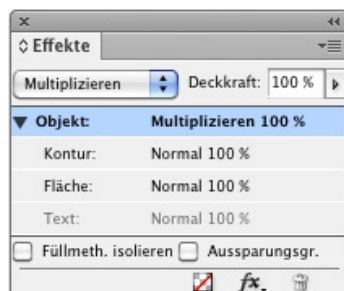 Effekte
Multiplizieren Deckkraft: 100 %
Objekt: Multiplizieren 100 %
Kontur: Normal 100 %
Fläche: Normal 100 %
Text: Normal 100 %
Füllmeth. isolieren Aussparungsgr.
fx.